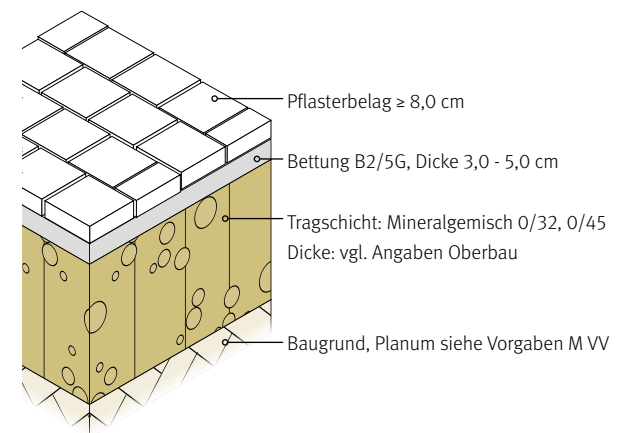 Pflasterbelag ≥ 8,0 cm
Bettung B2/5G, Dicke 3,0 - 5,0 cm
Tragschicht: Mineralgemisch 0/32, 0/45
Dicke: vgl. Angaben Oberbau
Baugrund, Planum siehe Vorgaben M VV